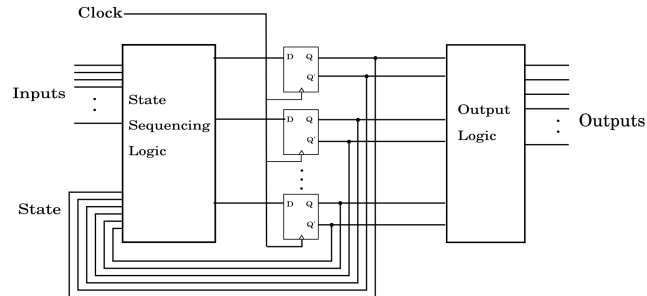 Clock
Inputs
State
Sequencing
Logic
State
D Q
Q'
D Q
Q'
D Q
Q'
Output
Logic
Outputs